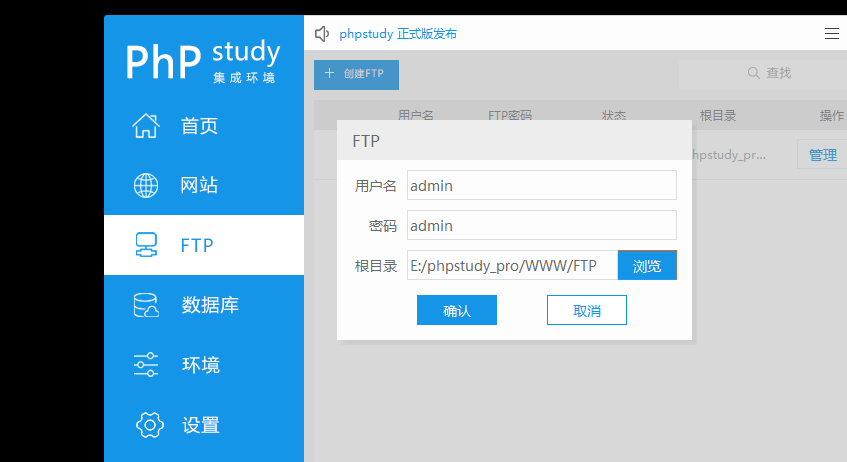 PhP study
集成环境
首页
网站
FTP
数据库
环境
设置
phpstudy 正式版发布
创建FTP
查找
用户名 FTP密码 状态 根目录 操作
hpstudy_pr...
管理
FTP
用户名 admin
密码 admin
根目录 E:/phpstudy_pro/WWW/FTP 浏览
确认 取消